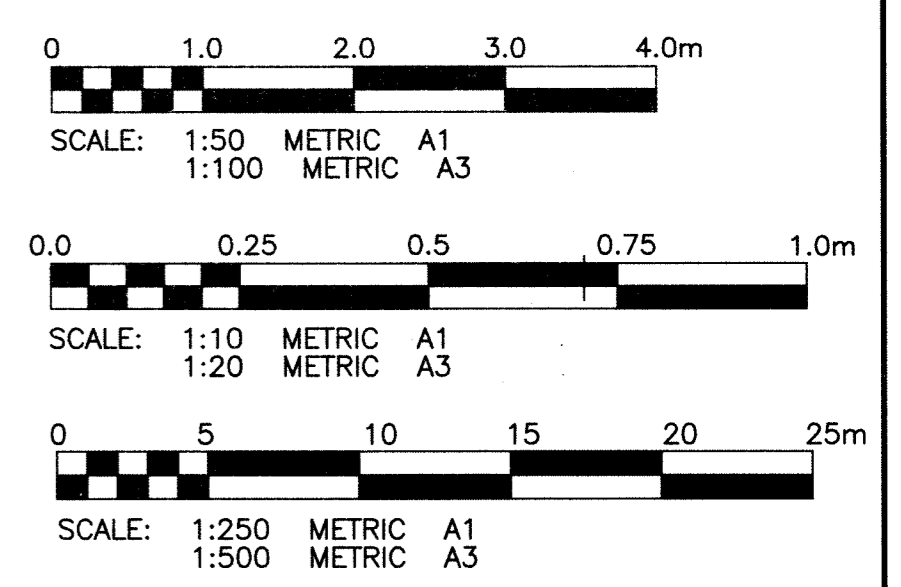 0 1.0 2.0 3.0 4.0m
SCALE: 1:50 METRIC A1
1:100 METRIC A3
0.0 0.25 0.5 0.75 1.0m
SCALE: 1:10 METRIC A1
1:20 METRIC A3
0 5 10 15 20 25m
SCALE: 1:250 METRIC A1
1:500 METRIC A3